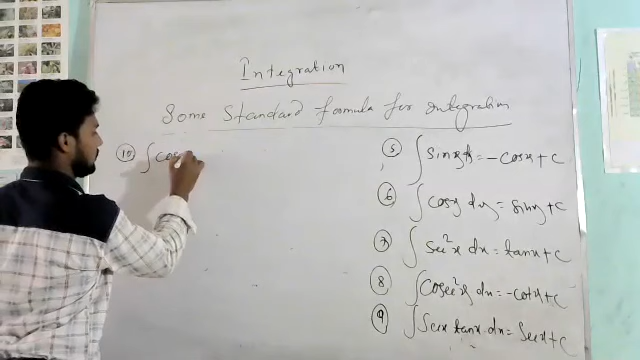 Integration
Some Standard formula for integration
⑩ ∫ cos
⑤ ∫ sinx dx = -cosx + c
⑥ ∫ cosx dx = sinx + c
⑦ ∫ sec²x dx = tanx + c
⑧ ∫ cosec²x dx = -cotx + c
⑨ ∫ secx tanx dx = secx + c